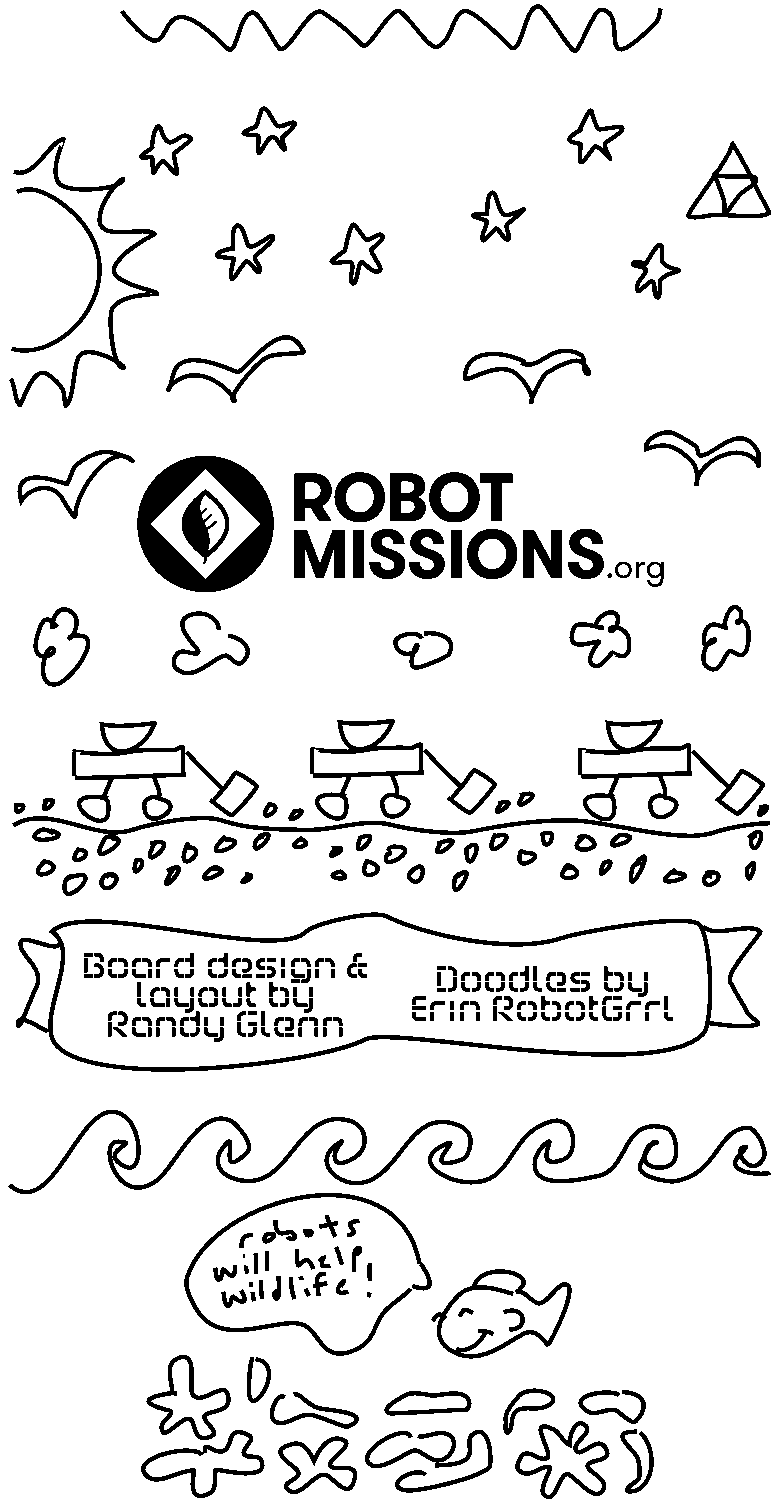 ROBOT
MISSIONS.org
Board design &
layout by
Randy Glenn
Doodles by
Erin RobotGrrl
robots
will help
wildlife!